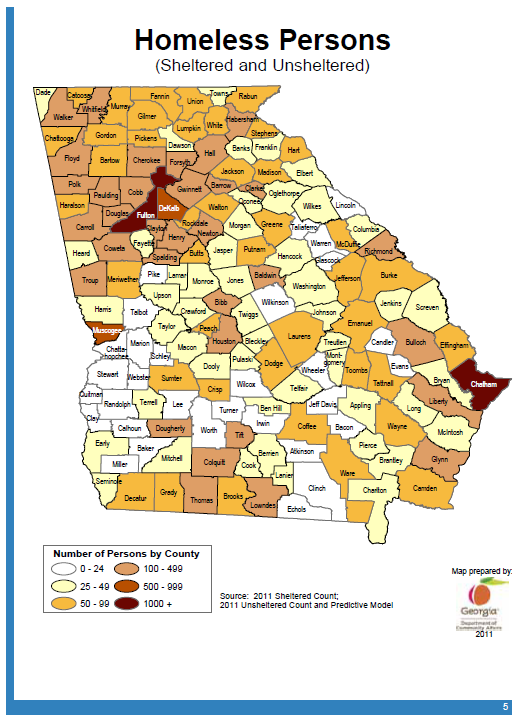 Homeless Persons
(Sheltered and Unsheltered)
Dade
Catoosa
Whitfield
Walker
Murray
Fannin
Union
Towns
Rabun
Gilmer
Lumpkin
White
Habersham
Stephens
Chattooga
Gordon
Pickens
Dawson
Banks
Franklin
Hart
Floyd
Bartow
Cherokee
Forsyth
Hall
Jackson
Madison
Elbert
Polk
Paulding
Cobb
Gwinnett
Barrow
Clarke
Oconee
Oglethorpe
Wilkes
Lincoln
Haralson
Douglas
Fulton
DeKalb
Walton
Morgan
Greene
Taliaferro
Columbia
Carroll
Clayton
Rockdale
Newton
Warren
McDuffie
Richmond
Coweta
Fayette
Henry
Spalding
Butts
Jasper
Putnam
Hancock
Glascock
Heard
Troup
Meriwether
Pike
Lamar
Monroe
Jones
Baldwin
Washington
Jefferson
Burke
Upson
Bibb
Wilkinson
Jenkins
Screven
Harris
Talbot
Crawford
Twiggs
Johnson
Emanuel
Muscogee
Taylor
Peach
Houston
Bleckley
Laurens
Treutlen
Candler
Bulloch
Effingham
Chatta-
hoochee
Marion
Schley
Macon
Dooly
Pulaski
Dodge
Mont-
gomery
Wheeler
Toombs
Evans
Bryan
Chatham
Stewart
Webster
Sumter
Crisp
Wilcox
Telfair
Tattnall
Liberty
Quitman
Randolph
Terrell
Lee
Turner
Ben Hill
Jeff Davis
Appling
Long
Clay
Calhoun
Dougherty
Worth
Irwin
Coffee
Bacon
Wayne
McIntosh
Early
Baker
Tift
Atkinson
Pierce
Miller
Mitchell
Colquitt
Berrien
Cook
Lanier
Ware
Brantley
Glynn
Seminole
Decatur
Grady
Thomas
Brooks
Lowndes
Clinch
Echols
Charlton
Camden
Number of Persons by County
0 - 24
100 - 499
25 - 49
500 - 999
50 - 99
1000 +
Source: 2011 Sheltered Count;
2011 Unsheltered Count and Predictive Model
Map prepared by:
Georgia
Department of
Community Affairs
2011
5